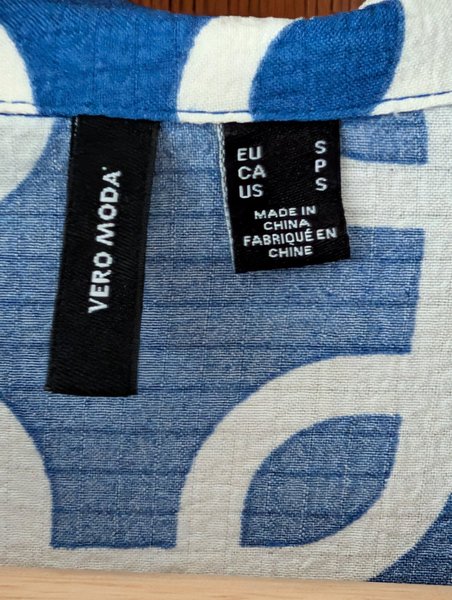 VERO MODA
EU S
CA P
US S
MADE IN
CHINA
FABRIQUÉ EN
CHINE